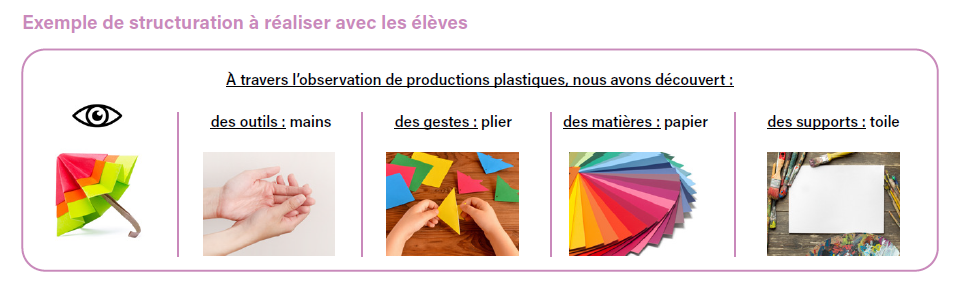 Exemple de structuration à réaliser avec les élèves
À travers l’observation de productions plastiques, nous avons découvert :
des outils : mains
des gestes : plier
des matières : papier
des supports : toile